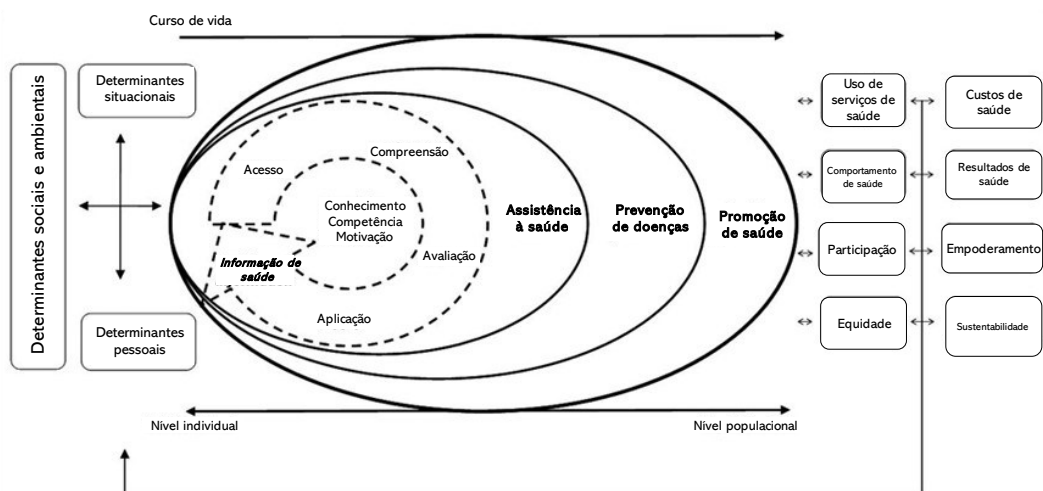 Curso de vida
Determinantes sociais e ambientais
Determinantes
situacionais
Determinantes
pessoais
Acesso
Compreensão
Conhecimento
Competência
Motivação
Informação de
saúde
Avaliação
Aplicação
Assistência
à saúde
Prevenção
de doenças
Promoção
de saúde
Uso de
serviços de
saúde
Custos de
saúde
Comportamento
de saúde
Resultados de
saúde
Participação
Empoderamento
Equidade
Sustentabilidade
Nível individual
Nível populacional